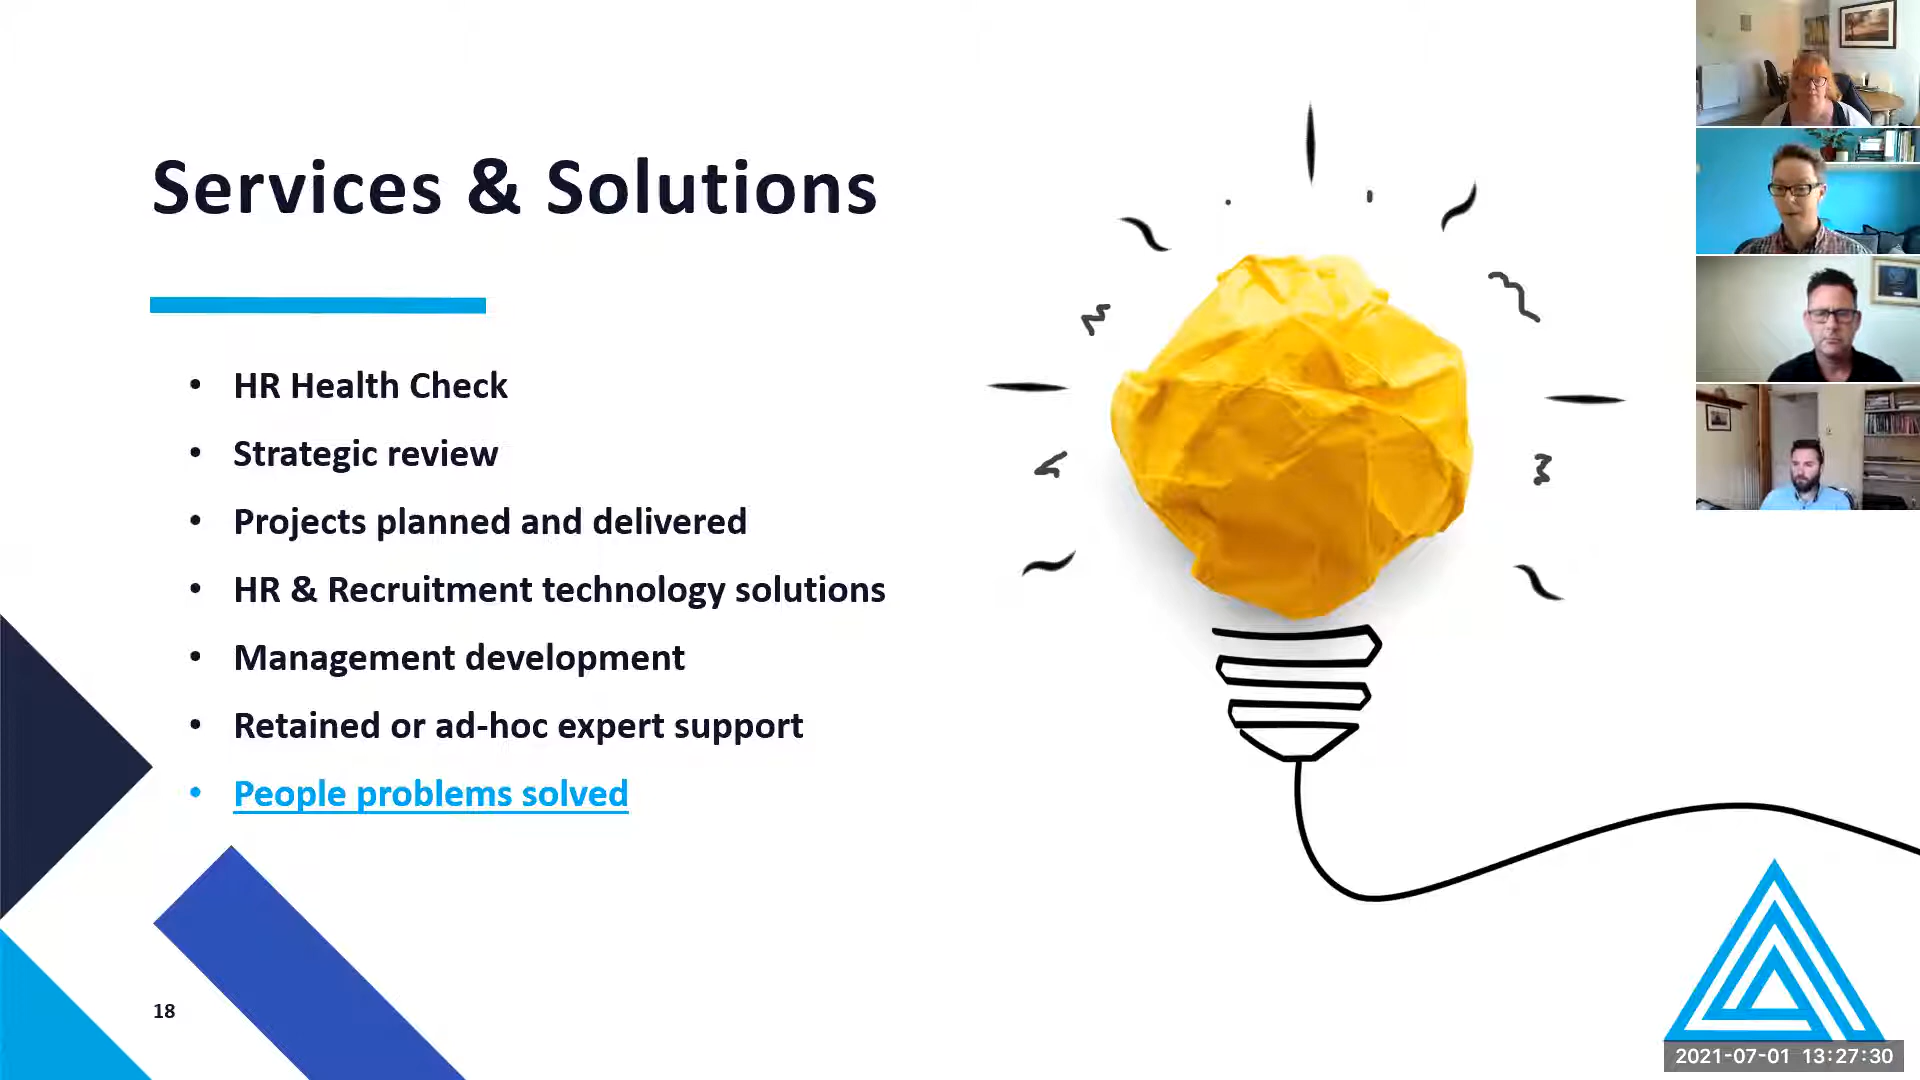 Services & Solutions
• HR Health Check
• Strategic review
• Projects planned and delivered
• HR & Recruitment technology solutions
• Management development
• Retained or ad-hoc expert support
• People problems solved
18
2021-07-01 13:27:30